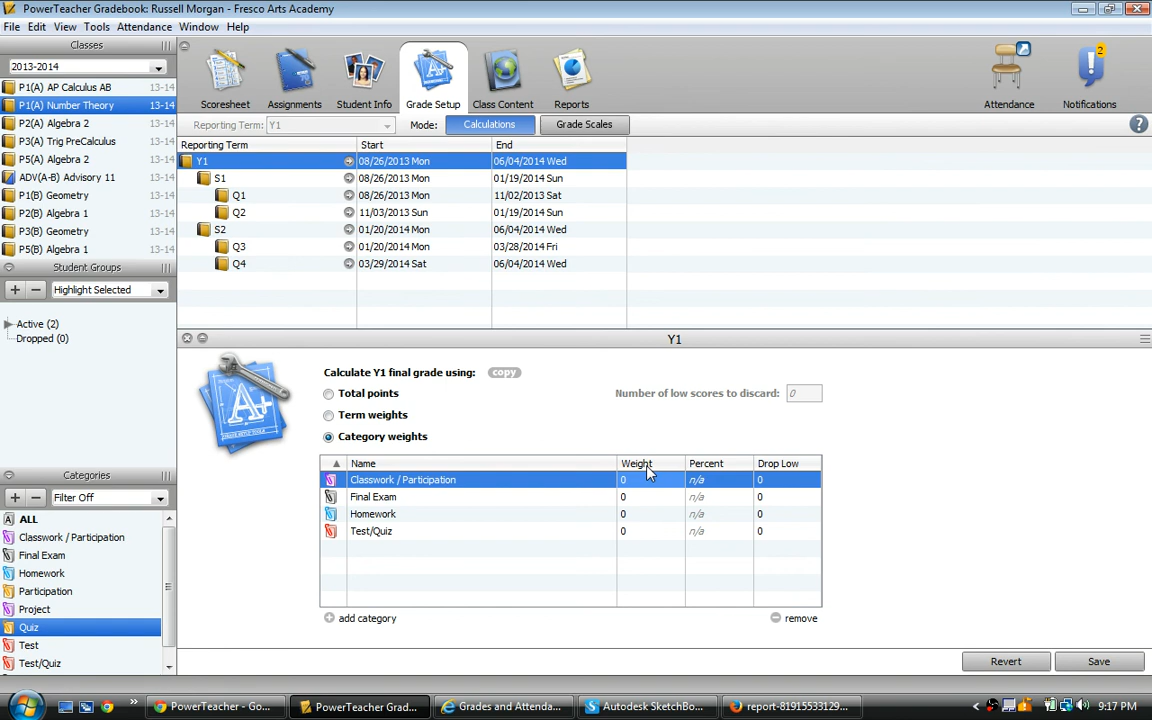 PowerTeacher Gradebook: Russell Morgan - Fresco Arts Academy
File Edit View Tools Attendance Window Help
Classes
2013-2014
P1(A) AP Calculus AB 13-14
P1(A) Number Theory 13-14
P2(A) Algebra 2 13-14
P3(A) Trig PreCalculus 13-14
P5(A) Algebra 2 13-14
ADV(A-B) Advisory 11 13-14
P1(B) Geometry 13-14
P2(B) Algebra 1 13-14
P3(B) Geometry 13-14
P5(B) Algebra 1 13-14
Student Groups
Highlight Selected
Active (2)
Dropped (0)
Categories
Filter Off
ALL
Classwork / Participation
Final Exam
Homework
Participation
Project
Quiz
Test
Test/Quiz
Scoresheet Assignments Student Info Grade Setup Class Content Reports Attendance Notifications
2
Reporting Term: Y1 Mode: Calculations Grade Scales ?
Reporting Term Start End
Y1 08/26/2013 Mon 06/04/2014 Wed
S1 08/26/2013 Mon 01/19/2014 Sun
Q1 08/26/2013 Mon 11/02/2013 Sat
Q2 11/03/2013 Sun 01/19/2014 Sun
S2 01/20/2014 Mon 06/04/2014 Wed
Q3 01/20/2014 Mon 03/28/2014 Fri
Q4 03/29/2014 Sat 06/04/2014 Wed
Y1
A+
Calculate Y1 final grade using: copy
Total points Number of low scores to discard: 0
Term weights
Category weights
Name Weight Percent Drop Low
Classwork / Participation 0 n/a 0
Final Exam 0 n/a 0
Homework 0 n/a 0
Test/Quiz 0 n/a 0
add category remove
Revert Save
PowerTeacher - Go... PowerTeacher Grad... Grades and Attenda... Autodesk SketchBo... report-81915533129... 9:17 PM